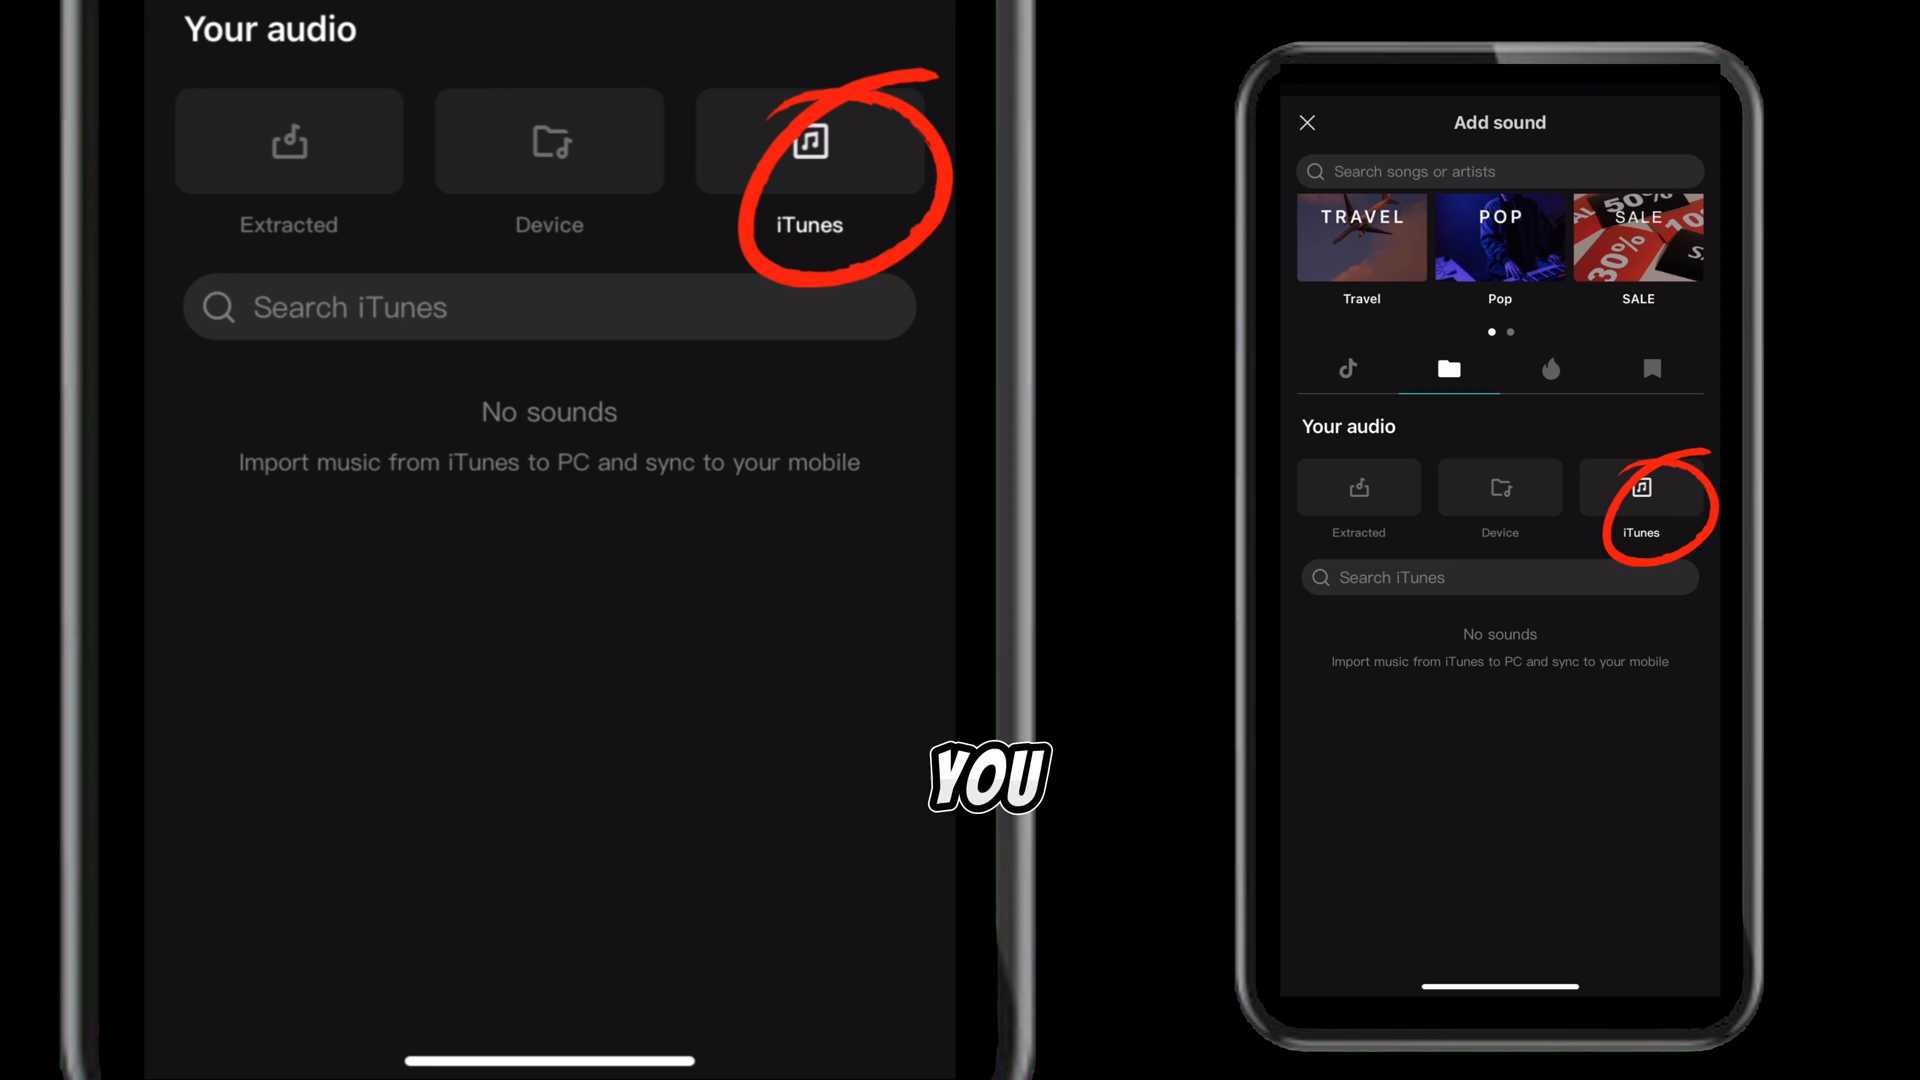 Your audio
Extracted
Device
iTunes
Search iTunes
No sounds
Import music from iTunes to PC and sync to your mobile
YOU
Add sound
Search songs or artists
TRAVEL
POP
50%
SALE
30%
Travel
Pop
SALE
Your audio
Extracted
Device
iTunes
Search iTunes
No sounds
Import music from iTunes to PC and sync to your mobile